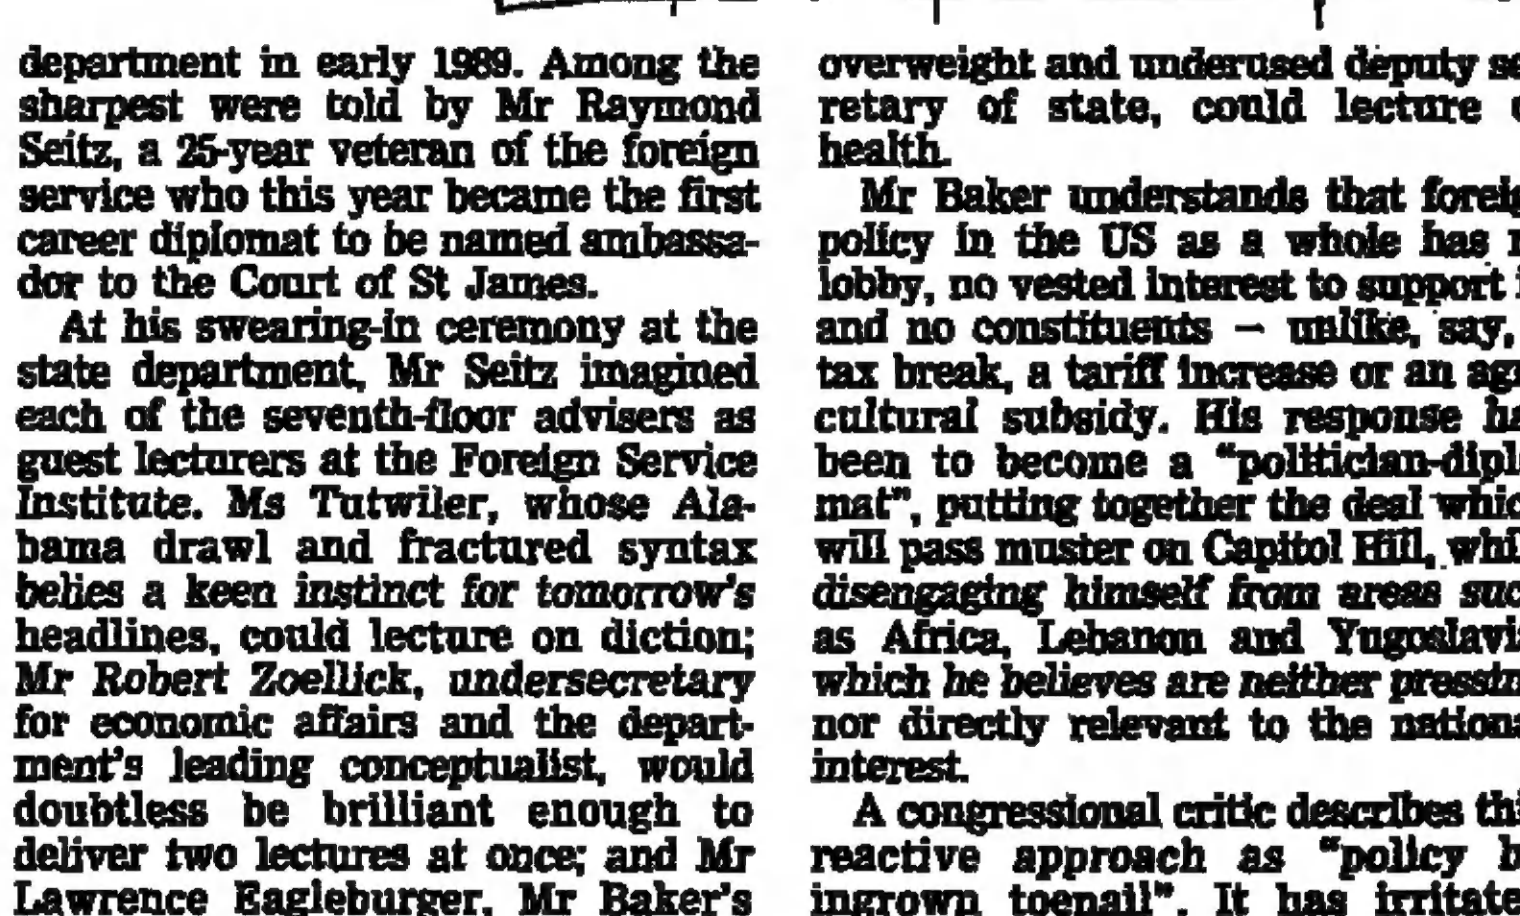 department in early 1989. Among the
sharpest were told by Mr Raymond
Seitz, a 25-year veteran of the foreign
service who this year became the first
career diplomat to be named ambassa-
dor to the Court of St James.
At his swearing-in ceremony at the
state department, Mr Seitz imagined
each of the seventh-floor advisers as
guest lecturers at the Foreign Service
Institute. Ms Tutwiler, whose Ala-
bama drawl and fractured syntax
belies a keen instinct for tomorrow's
headlines, could lecture on diction;
Mr Robert Zoellick, undersecretary
for economic affairs and the depart-
ment's leading conceptualist, would
doubtless be brilliant enough to
deliver two lectures at once; and Mr
Lawrence Eagleburger, Mr Baker's
overweight and underused deputy se
retary of state, could lecture
health.
Mr Baker understands that foreig
policy in the US as a whole has
lobby, no vested interest to support
and no constituents – unlike, say,
tax break, a tariff increase or an agr
cultural subsidy. His response ha
been to become a "politician-diplo
mat", putting together the deal whic
will pass muster on Capitol Hill, whil
disengaging himself from areas suc
as Africa, Lebanon and Yugoslavia
which he believes are neither pressin
nor directly relevant to the nationa
interest.
A congressional critic describes thi
reactive approach as "policy b
ingrown toenail". It has irritate